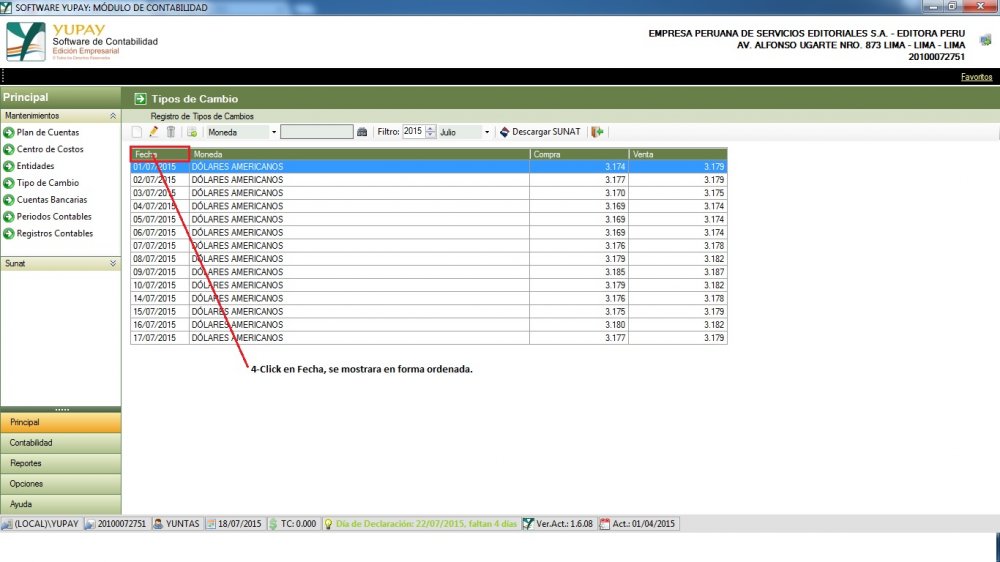 SOFTWARE YUPAY: MÓDULO DE CONTABILIDAD
YUPAY
Software de Contabilidad
Edición Empresarial
© Todos los Derechos Reservados
EMPRESA PERUANA DE SERVICIOS EDITORIALES S.A. - EDITORA PERU
AV. ALFONSO UGARTE NRO. 873 LIMA - LIMA - LIMA
20100072751
Favoritos
Principal
Mantenimientos
Plan de Cuentas
Centro de Costos
Entidades
Tipo de Cambio
Cuentas Bancarias
Periodos Contables
Registros Contables
Sunat
Tipos de Cambio
Registro de Tipos de Cambios
Moneda Filtro: 2015 Julio Descargar SUNAT
Fecha Moneda Compra Venta
01/07/2015 DÓLARES AMERICANOS 3.174 3.179
02/07/2015 DÓLARES AMERICANOS 3.177 3.179
03/07/2015 DÓLARES AMERICANOS 3.170 3.175
04/07/2015 DÓLARES AMERICANOS 3.169 3.174
05/07/2015 DÓLARES AMERICANOS 3.169 3.174
06/07/2015 DÓLARES AMERICANOS 3.169 3.174
07/07/2015 DÓLARES AMERICANOS 3.176 3.178
08/07/2015 DÓLARES AMERICANOS 3.179 3.182
09/07/2015 DÓLARES AMERICANOS 3.185 3.187
10/07/2015 DÓLARES AMERICANOS 3.179 3.182
14/07/2015 DÓLARES AMERICANOS 3.176 3.178
15/07/2015 DÓLARES AMERICANOS 3.175 3.179
16/07/2015 DÓLARES AMERICANOS 3.180 3.182
17/07/2015 DÓLARES AMERICANOS 3.177 3.179
4-Click en Fecha, se mostrara en forma ordenada.
Principal
Contabilidad
Reportes
Opciones
Ayuda
(LOCAL)\YUPAY 20100072751 YUNTAS 18/07/2015 TC: 0.000 Día de Declaración: 22/07/2015, faltan 4 días Ver.Act.: 1.6.08 Act.: 01/04/2015